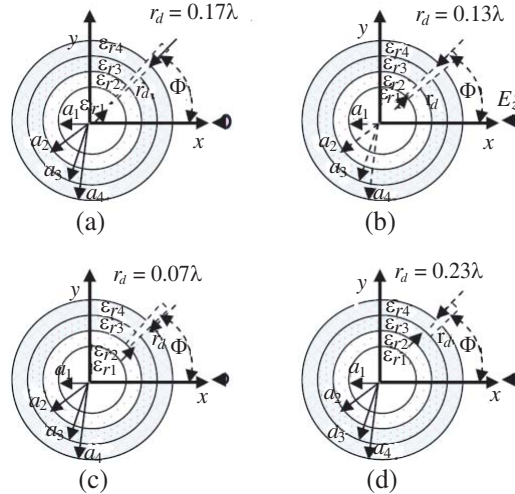 r_d = 0.17λ
y
ε_r4
ε_r3
ε_r2
ε_r1
r_d
Φ
a_1
x
a_2
a_3
a_4
(a)
r_d = 0.13λ
y
ε_r4
ε_r3
ε_r2
ε_r1
r_d
Φ
a_1
x
a_2
a_3
a_4
(b)
r_d = 0.07λ
y
ε_r4
ε_r3
ε_r2
ε_r1
r_d
Φ
a_1
x
a_2
a_3
a_4
(c)
r_d = 0.23λ
y
ε_r4
ε_r3
ε_r2
ε_r1
r_d
Φ
a_1
x
a_2
a_3
a_4
(d)